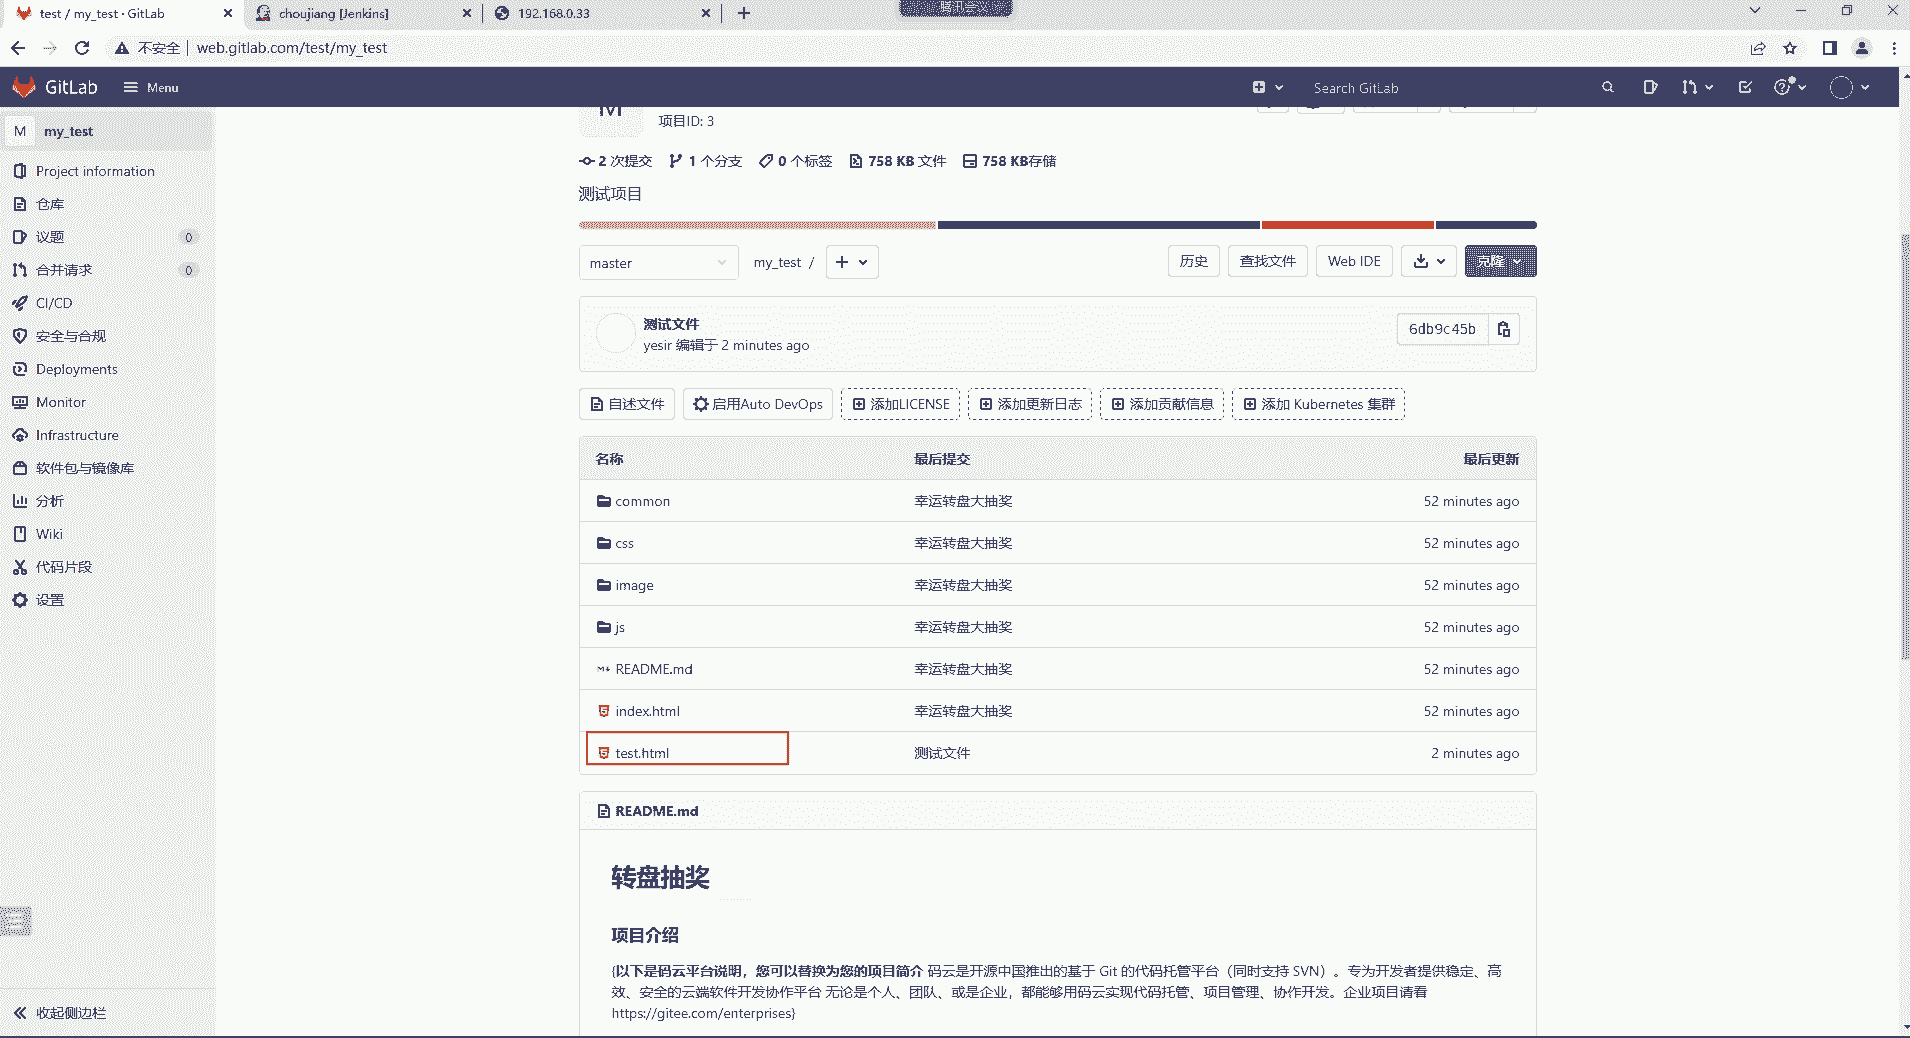 test / my_test · GitLab
choujiang [Jenkins]
192.168.0.33
腾讯会议
不安全
web.gitlab.com/test/my_test
GitLab
Menu
Search GitLab
M
my_test
Project information
仓库
议题
0
合并请求
0
CI/CD
安全与合规
Deployments
Monitor
Infrastructure
软件包与镜像库
分析
Wiki
代码片段
设置
收起侧边栏
M
项目ID: 3
2 次提交
1 个分支
0 个标签
758 KB 文件
758 KB存储
测试项目
master
my_test /
历史
查找文件
Web IDE
克隆
测试文件
yesir 编辑于 2 minutes ago
6db9c45b
自述文件
启用Auto DevOps
添加LICENSE
添加更新日志
添加贡献信息
添加 Kubernetes 集群
名称 最后提交 最后更新
common 幸运转盘大抽奖 52 minutes ago
css 幸运转盘大抽奖 52 minutes ago
image 幸运转盘大抽奖 52 minutes ago
js 幸运转盘大抽奖 52 minutes ago
README.md 幸运转盘大抽奖 52 minutes ago
index.html 幸运转盘大抽奖 52 minutes ago
test.html 测试文件 2 minutes ago
README.md
转盘抽奖
项目介绍
{以下是码云平台说明，您可以替换为您的项目简介 码云是开源中国推出的基于 Git 的代码托管平台（同时支持 SVN）。专为开发者提供稳定、高
效、安全的云端软件开发协作平台 无论是个人、团队、或是企业，都能够用码云实现代码托管、项目管理、协作开发。企业项目请看
https://gitee.com/enterprises}